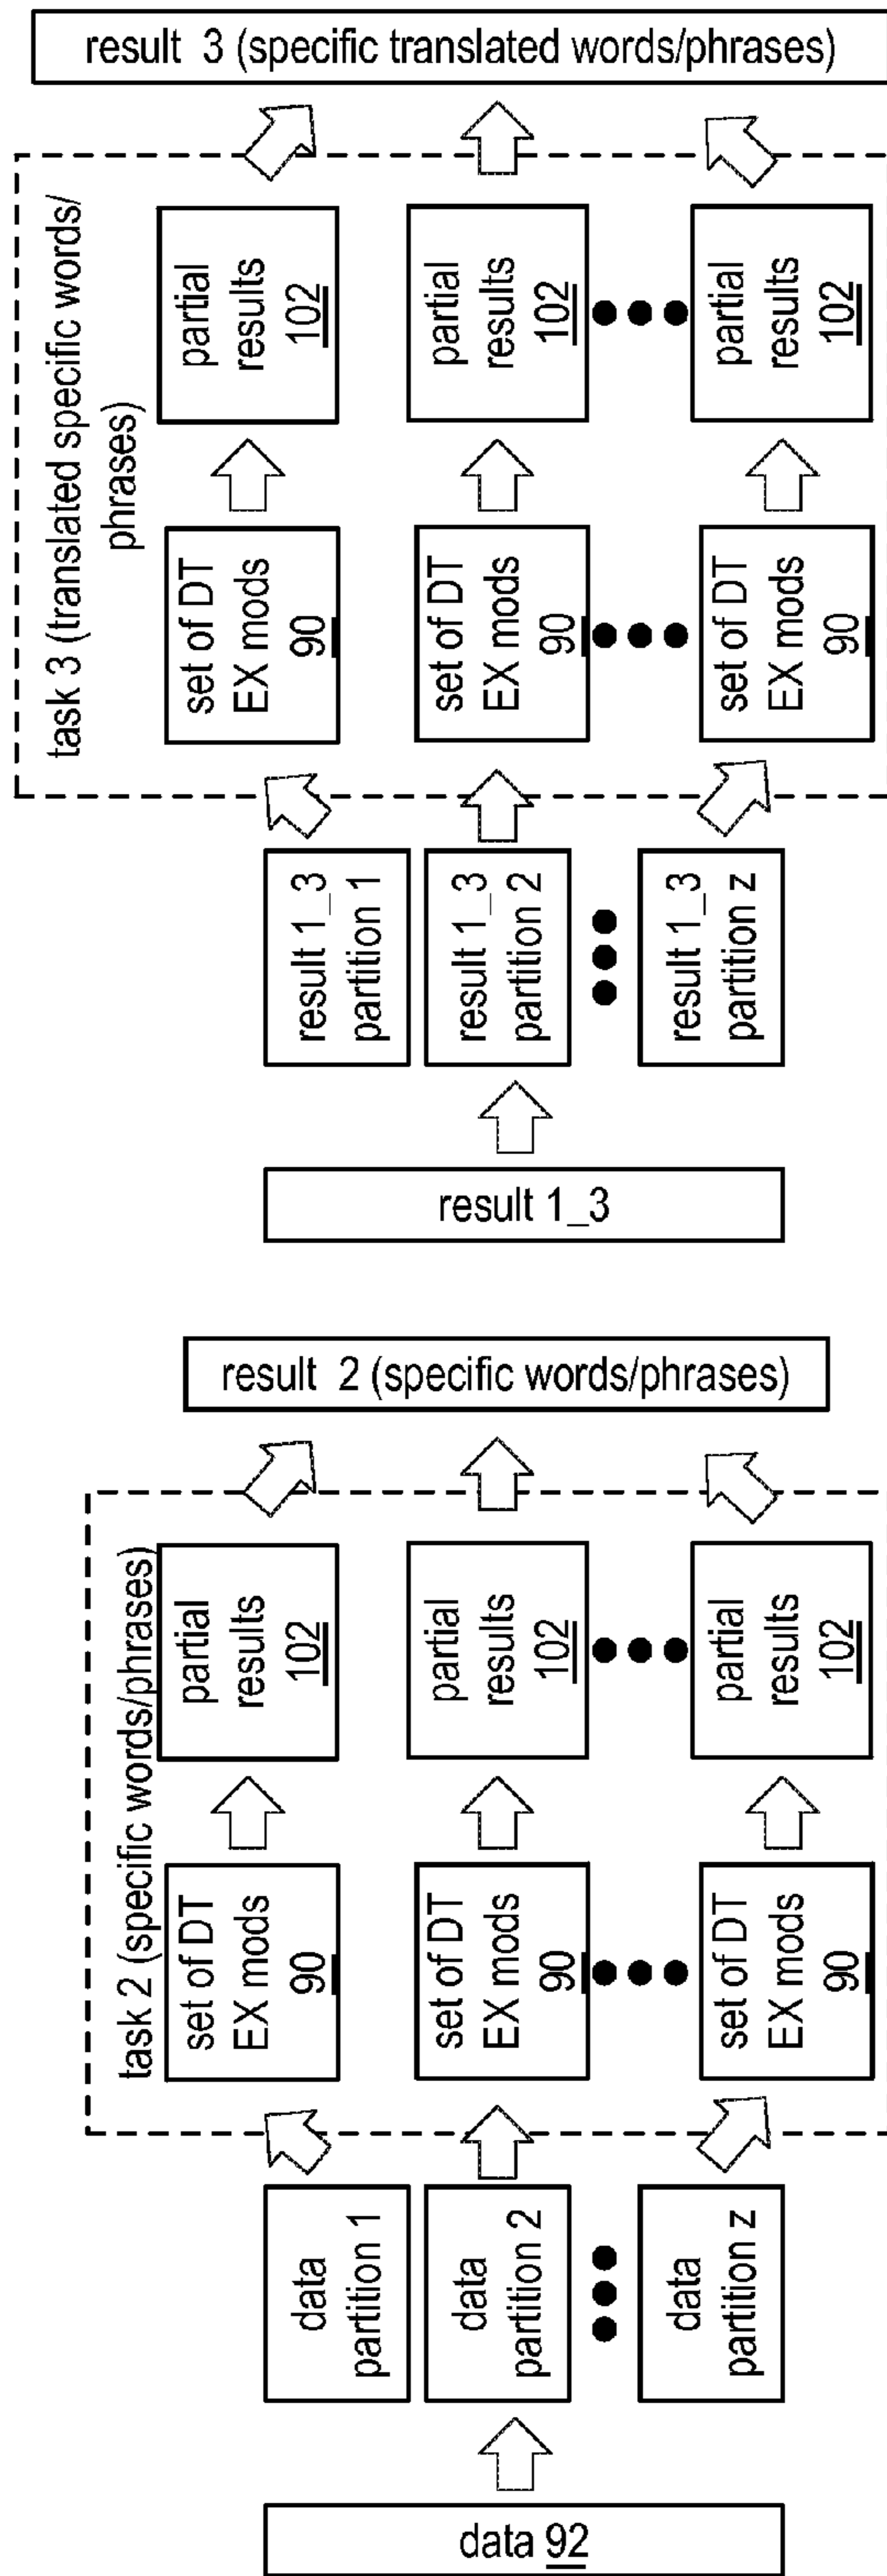 task 2 (specific words/phrases)
data 92
data
partition 1
data
partition 2
data
partition z
set of DT
EX mods
90
set of DT
EX mods
90
set of DT
EX mods
90
partial
results
102
partial
results
102
partial
results
102
result 2 (specific words/phrases)
task 3 (translated specific words/
phrases)
result 1_3
result 1_3
partition 1
result 1_3
partition 2
result 1_3
partition z
set of DT
EX mods
90
set of DT
EX mods
90
set of DT
EX mods
90
partial
results
102
partial
results
102
partial
results
102
result 3 (specific translated words/phrases)